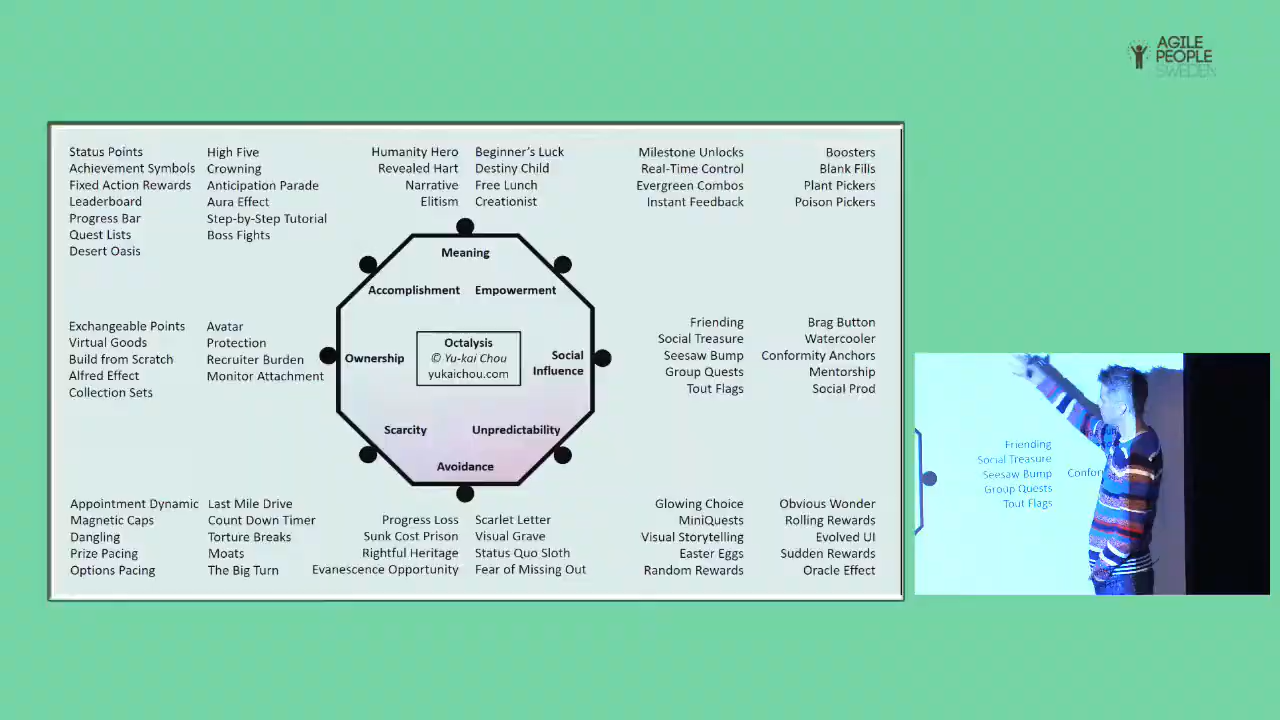 AGILE
PEOPLE
SWEDEN
Status Points
Achievement Symbols
Fixed Action Rewards
Leaderboard
Progress Bar
Quest Lists
Desert Oasis
High Five
Crowning
Anticipation Parade
Aura Effect
Step-by-Step Tutorial
Boss Fights
Humanity Hero
Revealed Hart
Narrative
Elitism
Beginner's Luck
Destiny Child
Free Lunch
Creationist
Milestone Unlocks
Real-Time Control
Evergreen Combos
Instant Feedback
Boosters
Blank Fills
Plant Pickers
Poison Pickers
Meaning
Accomplishment
Empowerment
Exchangeable Points
Virtual Goods
Build from Scratch
Alfred Effect
Collection Sets
Avatar
Protection
Recruiter Burden
Monitor Attachment
Ownership
Octalysis
© Yu-kai Chou
yukaichou.com
Social
Influence
Friending
Social Treasure
Seesaw Bump
Group Quests
Tout Flags
Brag Button
Watercooler
Conformity Anchors
Mentorship
Social Prod
Scarcity
Unpredictability
Avoidance
Appointment Dynamic
Magnetic Caps
Dangling
Prize Pacing
Options Pacing
Last Mile Drive
Count Down Timer
Torture Breaks
Moats
The Big Turn
Progress Loss
Sunk Cost Prison
Rightful Heritage
Evanescence Opportunity
Scarlet Letter
Visual Grave
Status Quo Sloth
Fear of Missing Out
Glowing Choice
MiniQuests
Visual Storytelling
Easter Eggs
Random Rewards
Obvious Wonder
Rolling Rewards
Evolved UI
Sudden Rewards
Oracle Effect
Friending
Social Treasure
Seesaw Bump
Confor
Group Quests
Tout Flags